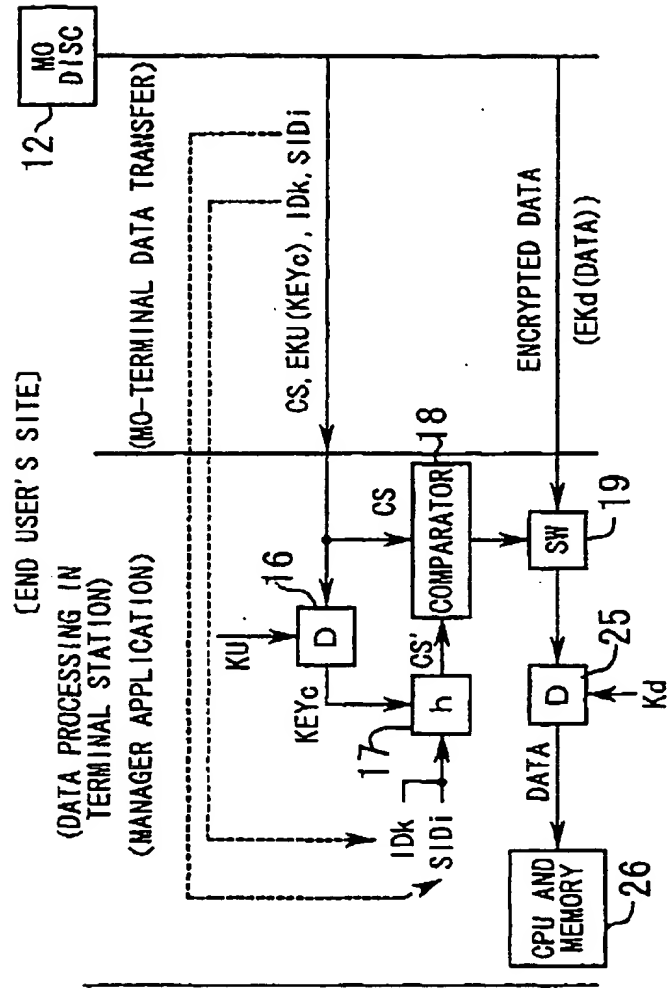 [END USER'S SITE]
(DATA PROCESSING IN
TERMINAL STATION)
(MANAGER APPLICATION)
(MO-TERMINAL DATA TRANSFER)
MO
DISC
12
CS, EKU(KEYc), IDk, SIDi
KU
D
16
KEYc
IDk
SIDi
h
17
CS'
CS
COMPARATOR
18
ENCRYPTED DATA
(EKd(DATA))
SW
19
D
25
Kd
DATA
CPU AND
MEMORY
26